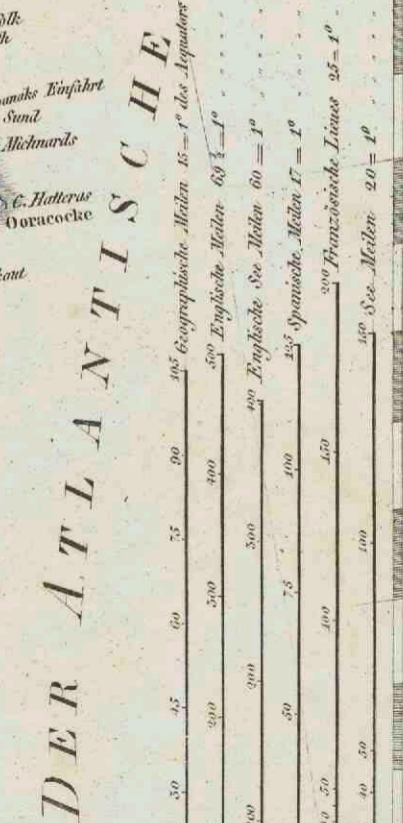 Einfahrt
Sund
C. Hatteras
Ooracocke
DER ATLANTISCHE
30 45 60 75 90 105 Geographische Meilen 15 = 1° des Aequators
200 300 400 500 Englische Meilen 69 ½ = 1°
200 300 400 Englische See Meilen 60 = 1°
50 75 100 125 Spanische Meilen 17 = 1°
50 100 150 200 Französische Lieues 25 = 1°
40 50 100 150 See Meilen 20 = 1°